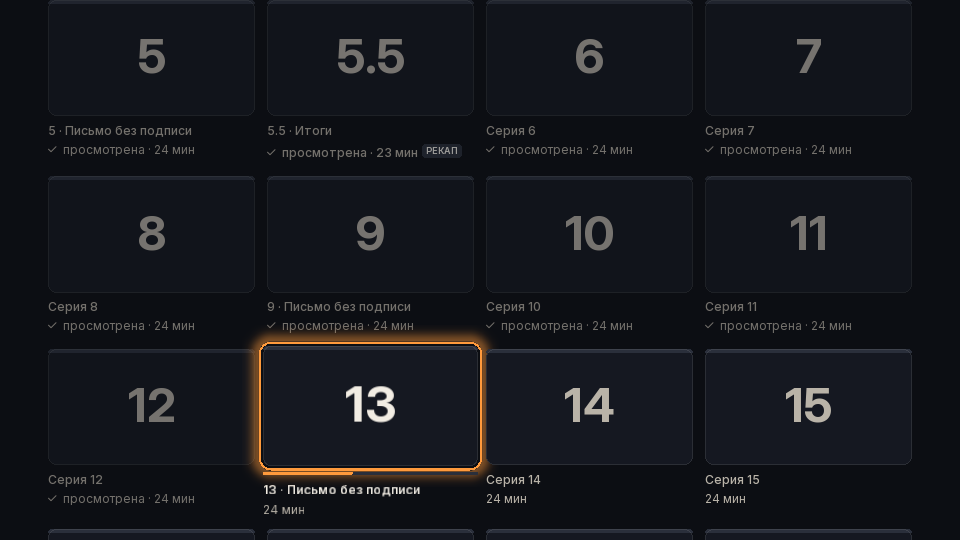 5
5.5
6
7
5 · Письмо без подписи
5.5 · Итоги
Серия 6
Серия 7
просмотрена · 24 мин
просмотрена · 23 мин РЕКАП
просмотрена · 24 мин
просмотрена · 24 мин
8
9
10
11
Серия 8
9 · Письмо без подписи
Серия 10
Серия 11
просмотрена · 24 мин
просмотрена · 24 мин
просмотрена · 24 мин
просмотрена · 24 мин
12
13
14
15
Серия 12
13 · Письмо без подписи
Серия 14
Серия 15
просмотрена · 24 мин
24 мин
24 мин
24 мин